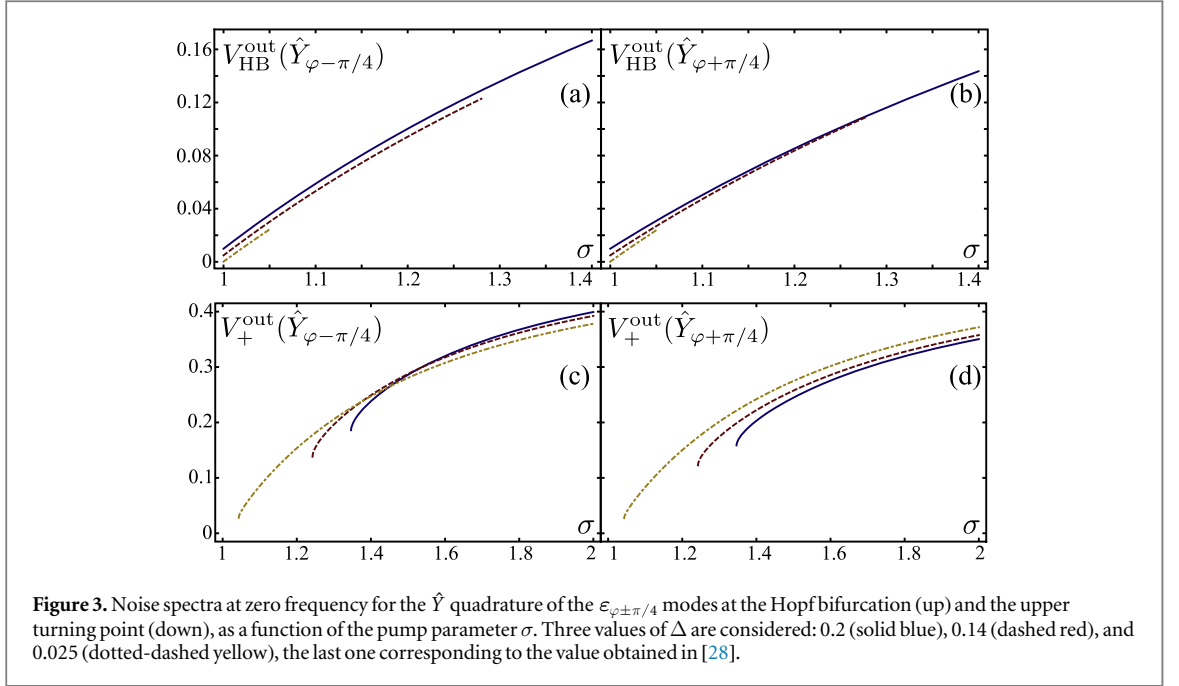 V_HB^out(Ŷ_φ−π/4)
V_HB^out(Ŷ_φ+π/4)
(a)
(b)
0.16
0.12
0.08
0.04
0
σ
σ
1
1.1
1.2
1.3
1.4
1
1.1
1.2
1.3
1.4
V_+^out(Ŷ_φ−π/4)
V_+^out(Ŷ_φ+π/4)
(c)
(d)
0.4
0.3
0.2
0.1
0
σ
σ
1
1.2
1.4
1.6
1.8
2
1
1.2
1.4
1.6
1.8
2
Figure 3. Noise spectra at zero frequency for the Ŷ quadrature of the ε_φ±π/4 modes at the Hopf bifurcation (up) and the upper
turning point (down), as a function of the pump parameter σ. Three values of Δ are considered: 0.2 (solid blue), 0.14 (dashed red), and
0.025 (dotted-dashed yellow), the last one corresponding to the value obtained in [28].